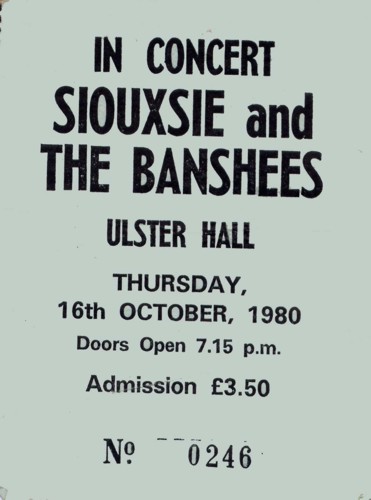 IN CONCERT
SIOUXSIE and
THE BANSHEES
ULSTER HALL
THURSDAY,
16th OCTOBER, 1980
Doors Open 7.15 p.m.
Admission £3.50
Nº 0246